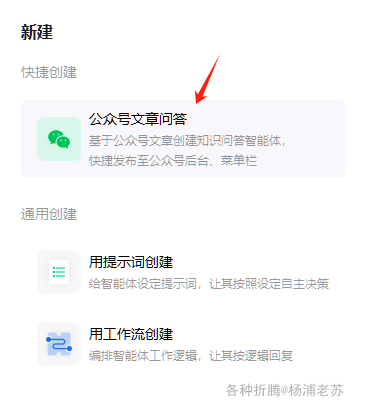 新建
快捷创建
公众号文章问答
基于公众号文章创建知识问答智能体，
快捷发布至公众号后台、菜单栏
通用创建
用提示词创建
给智能体设定提示词，让其按照设定自主决策
用工作流创建
编排智能体工作逻辑，让其按逻辑回复
各种折腾@杨浦老苏